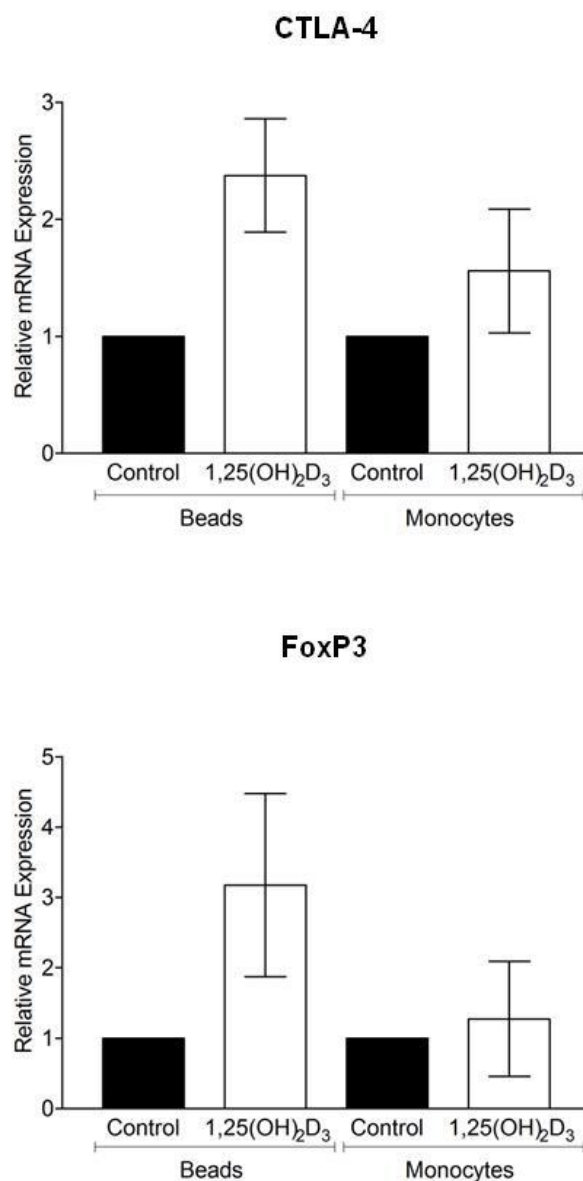 CTLA-4
Relative mRNA Expression
3
2
1
0
Control 1,25(OH)₂D₃ Control 1,25(OH)₂D₃
Beads Monocytes
FoxP3
Relative mRNA Expression
5
4
3
2
1
0
Control 1,25(OH)₂D₃ Control 1,25(OH)₂D₃
Beads Monocytes